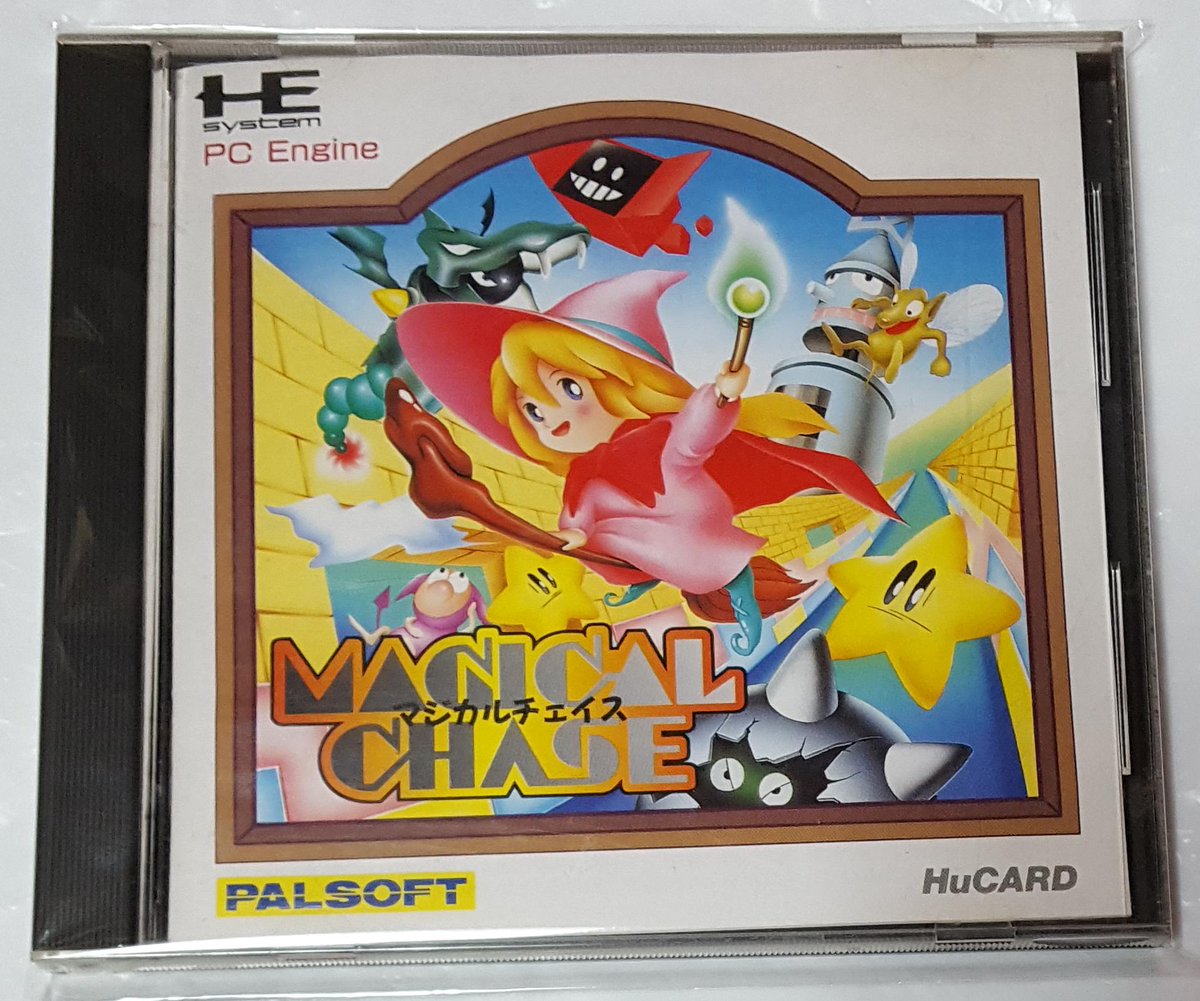 HE
system
PC Engine
MAGICAL
マジカルチェイス
CHASE
PALSOFT
HuCARD